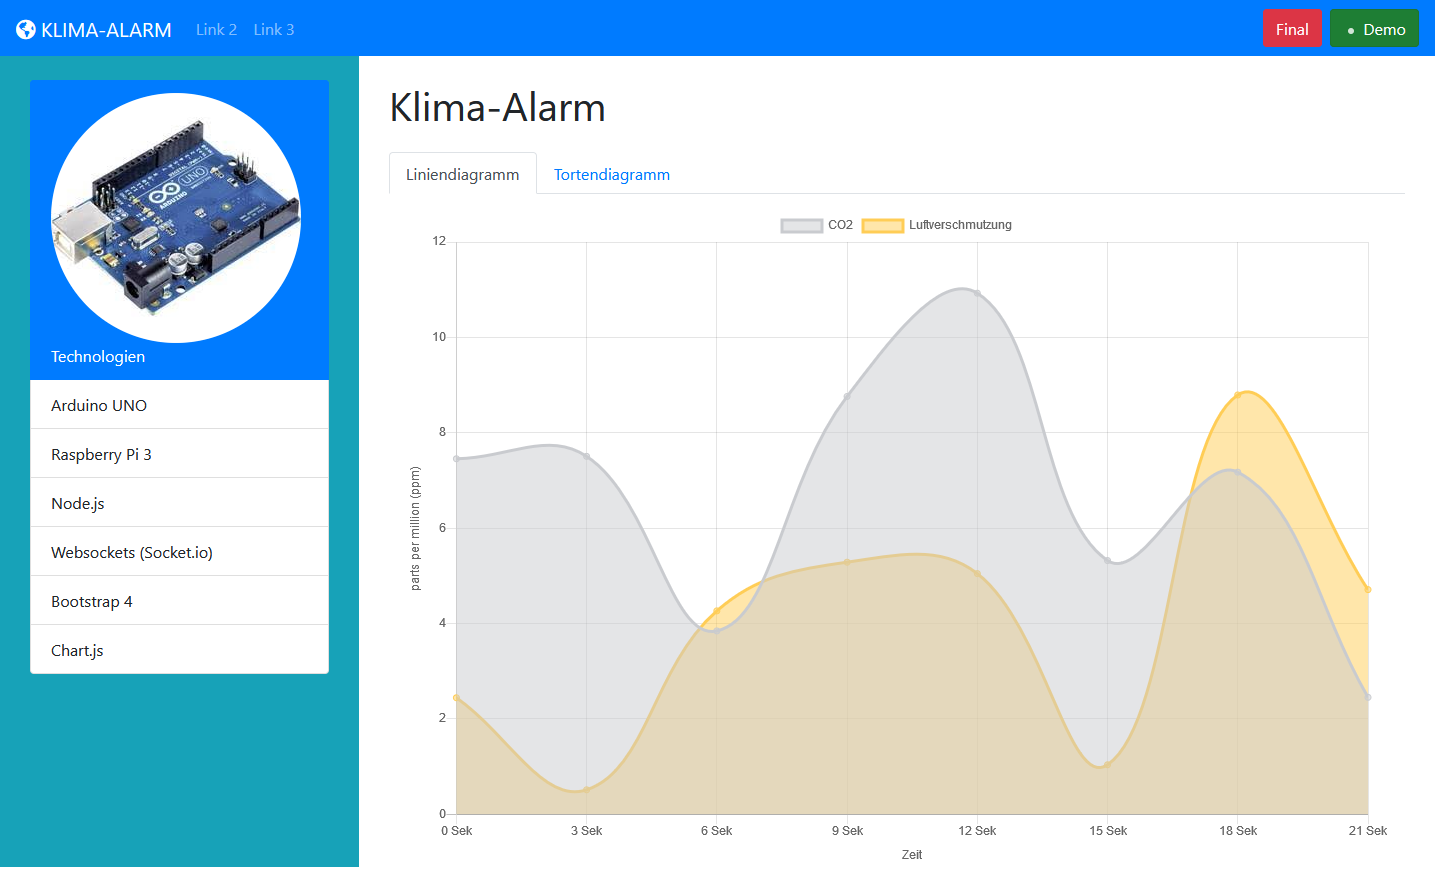 KLIMA-ALARM Link 2 Link 3 Final Demo
UNO
ARDUINO
Technologien
Arduino UNO
Raspberry Pi 3
Node.js
Websockets (Socket.io)
Bootstrap 4
Chart.js
Klima-Alarm
Liniendiagramm Tortendiagramm
CO2 Luftverschmutzung
12
10
8
6
4
2
0
parts per million (ppm)
0 Sek 3 Sek 6 Sek 9 Sek 12 Sek 15 Sek 18 Sek 21 Sek
Zeit